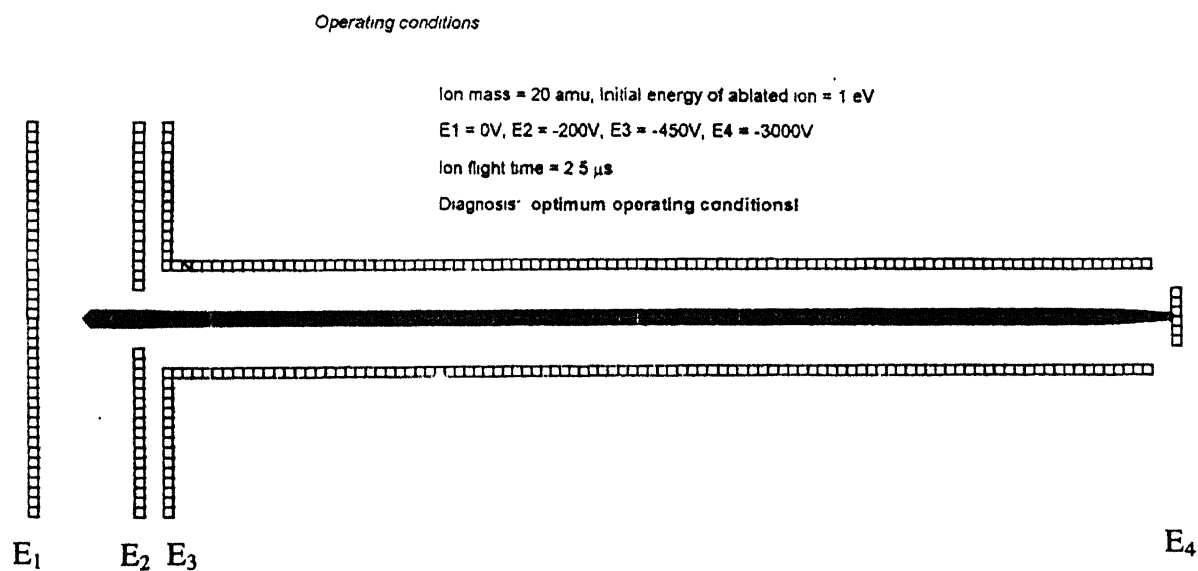 Operating conditions
Ion mass = 20 amu, Initial energy of ablated ion = 1 eV
E1 = 0V, E2 = -200V, E3 = -450V, E4 = -3000V
Ion flight time = 2 5 μs
Diagnosis: optimum operating conditions!
E1 E2 E3 E4